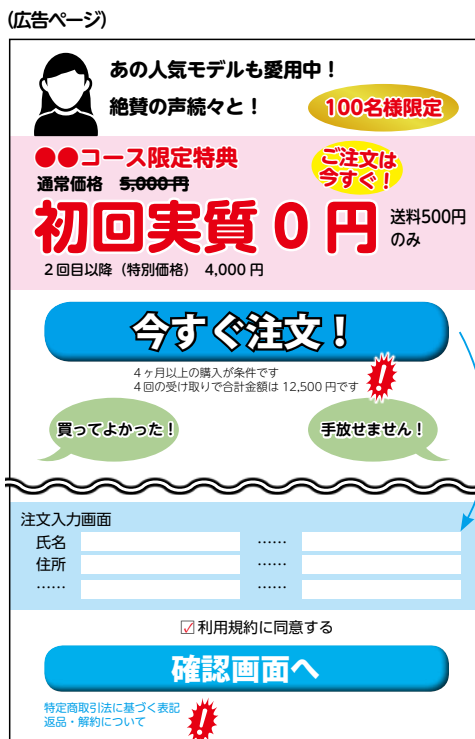 (広告ページ)
あの人気モデルも愛用中！
絶賛の声続々と！
100名様限定
●●コース限定特典
ご注文は
今すぐ！
通常価格 5,000円
初回実質０円
送料500円
のみ
２回目以降（特別価格） 4,000円
今すぐ注文！
４ヶ月以上の購入が条件です
４回の受け取りで合計金額は 12,500円です
買ってよかった！
手放せません！
注文入力画面
氏名
……
住所
……
……
……
☑利用規約に同意する
確認画面へ
特定商取引法に基づく表記
返品・解約について